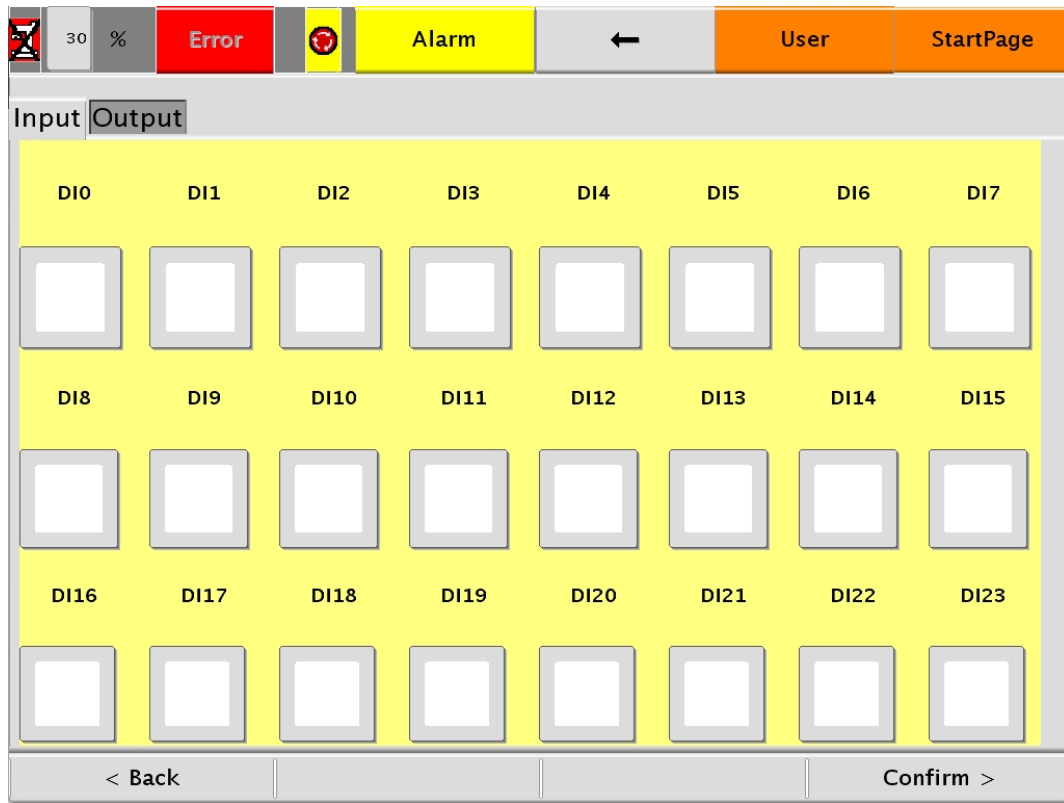 30 % Error Alarm ← User StartPage
Input Output
DI0 DI1 DI2 DI3 DI4 DI5 DI6 DI7
DI8 DI9 DI10 DI11 DI12 DI13 DI14 DI15
DI16 DI17 DI18 DI19 DI20 DI21 DI22 DI23
< Back Confirm >